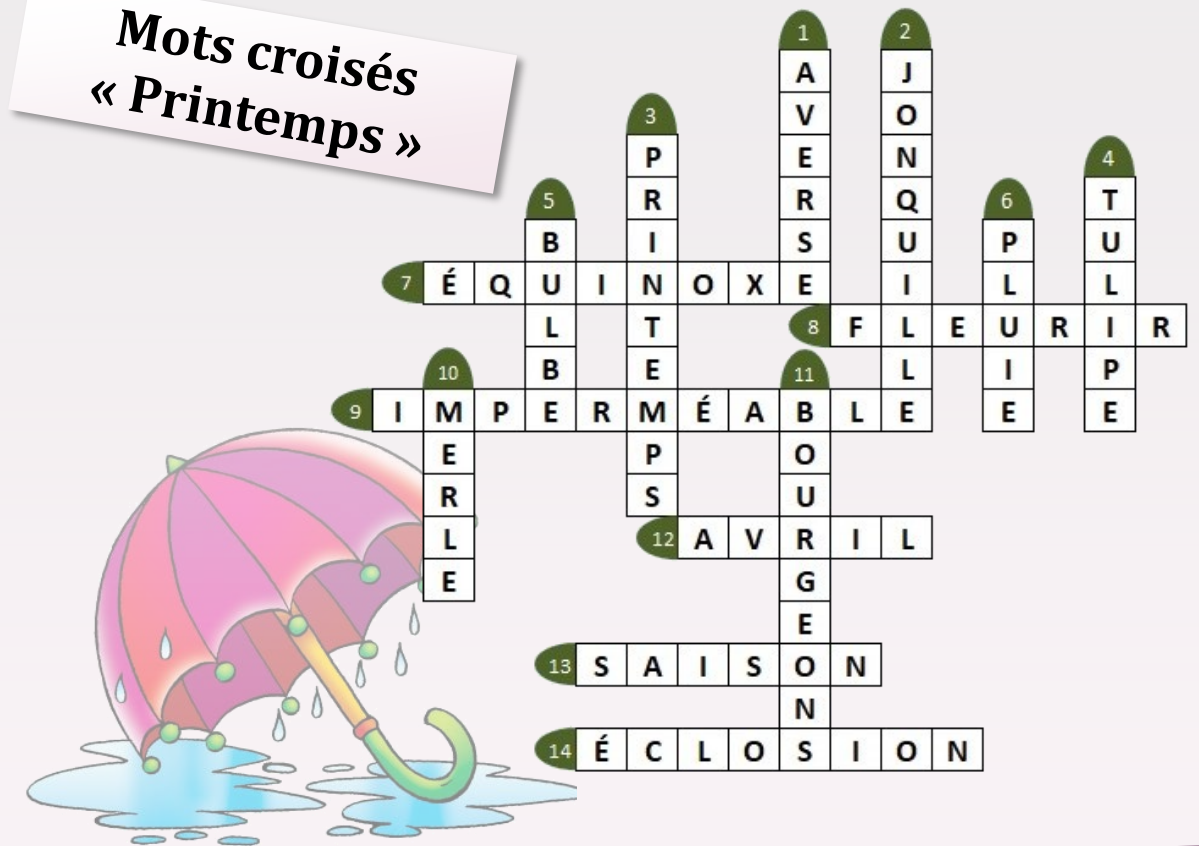 Mots croisés
« Printemps »
1 AVERSE
2 JONQUILLE
3 PRINTEMPS
4 TULIPE
5 BULBE
6 PLUIE
7 ÉQUINOXE
8 FLEURIR
9 IMPERMÉABLE
10 MERLE
11 BOURGEONS
12 AVRIL
13 SAISON
14 ÉCLOSION